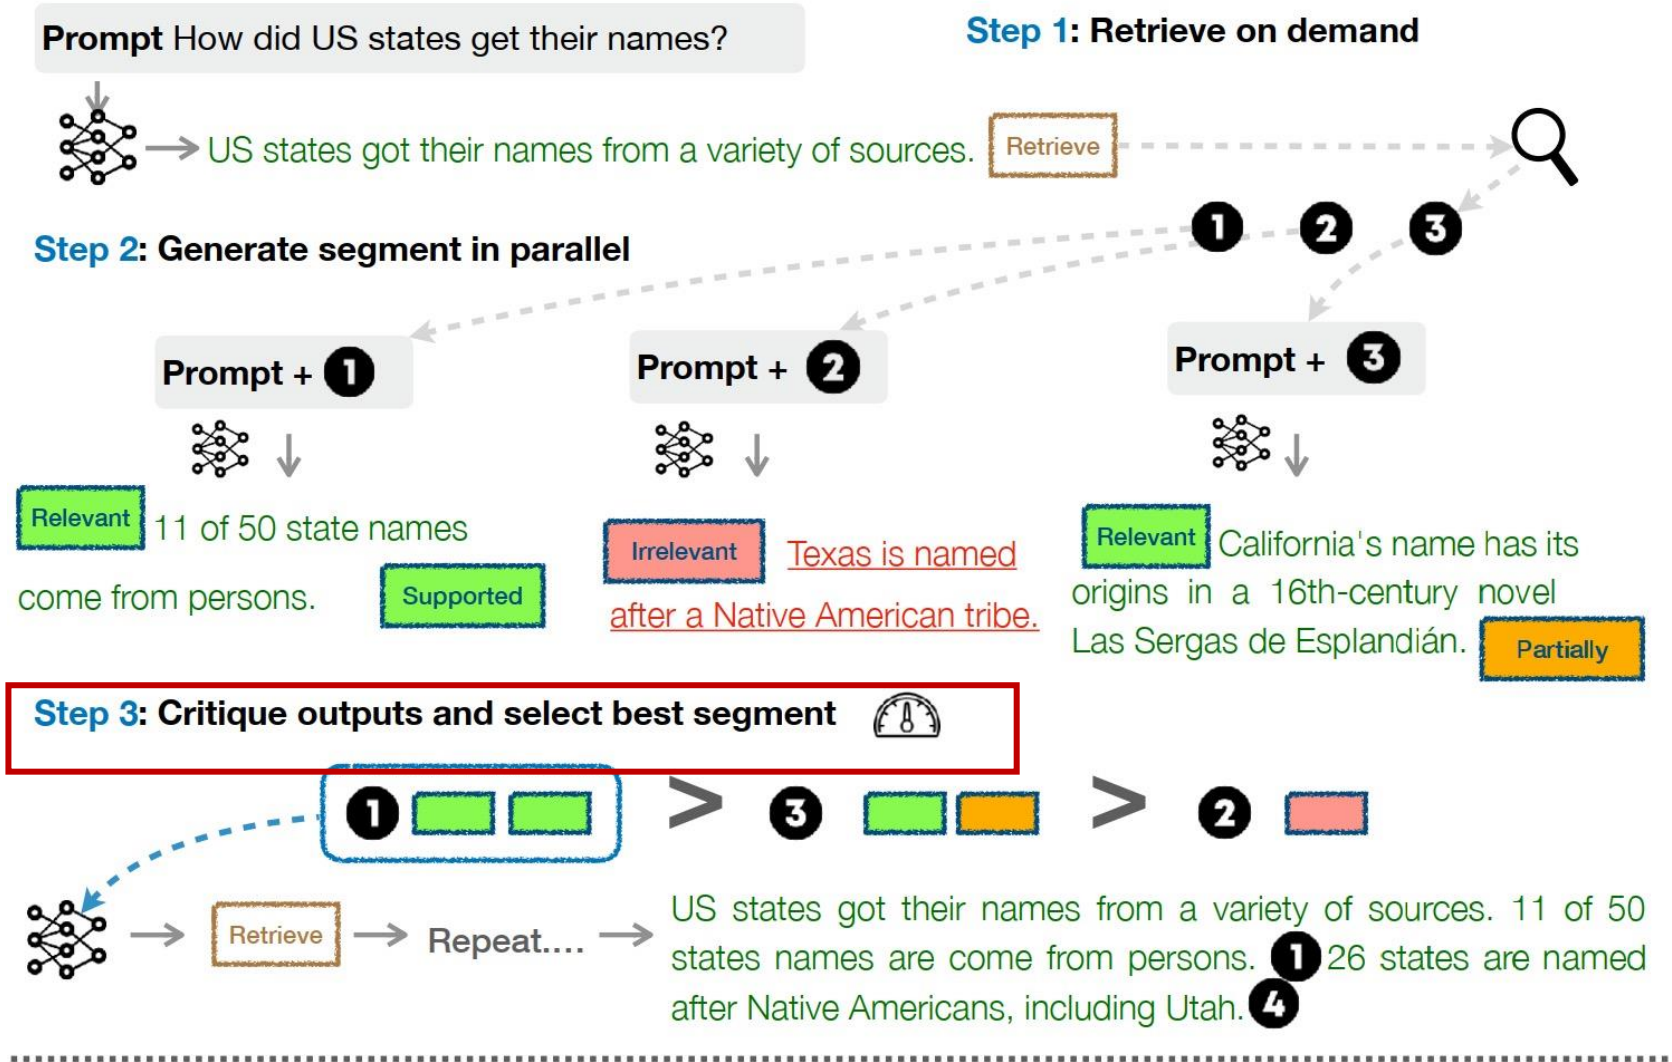 Prompt How did US states get their names?
Step 1: Retrieve on demand
US states got their names from a variety of sources. Retrieve
1 2 3
Step 2: Generate segment in parallel
Prompt + 1
Prompt + 2
Prompt + 3
Relevant 11 of 50 state names
come from persons. Supported
Irrelevant Texas is named
after a Native American tribe.
Relevant California's name has its
origins in a 16th-century novel
Las Sergas de Esplandián. Partially
Step 3: Critique outputs and select best segment
1 > 3 > 2
Retrieve
Repeat....
US states got their names from a variety of sources. 11 of 50
states names are come from persons. 1 26 states are named
after Native Americans, including Utah. 4